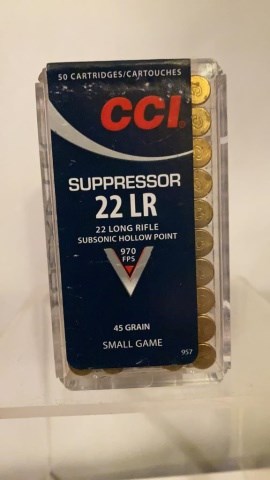 50 CARTRIDGES/CARTOUCHES
CCI
SUPPRESSOR
22 LR
22 LONG RIFLE
SUBSONIC HOLLOW POINT
970
FPS
45 GRAIN
SMALL GAME
957